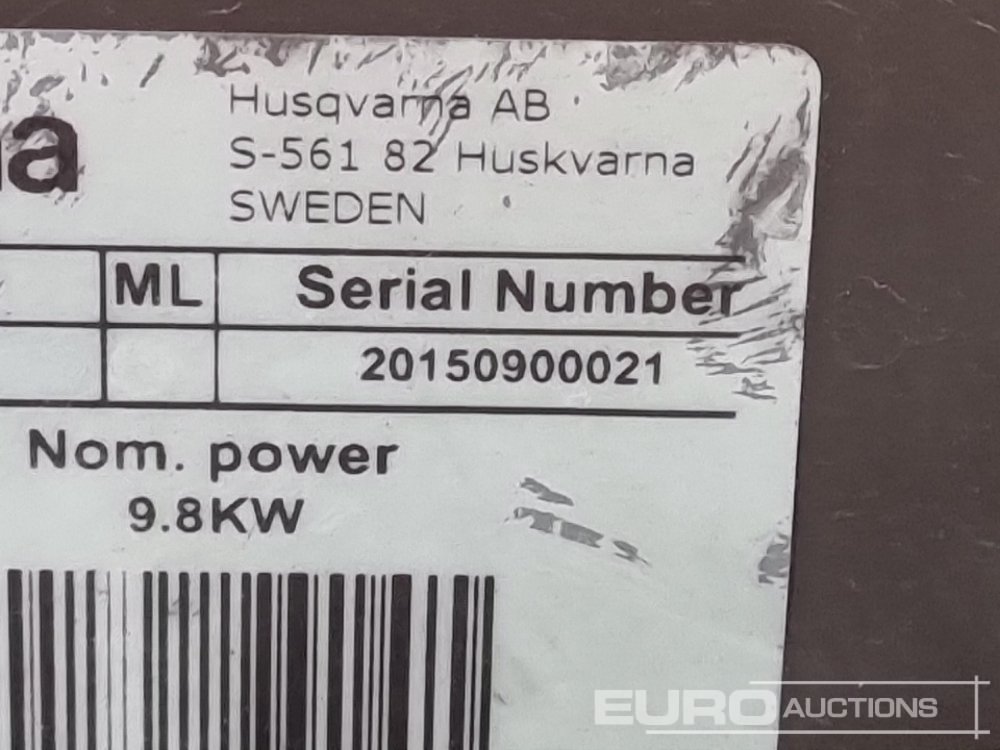 a
Husqvarna AB
S-561 82 Huskvarna
SWEDEN
ML Serial Number
20150900021
Nom. power
9.8KW
EURO AUCTIONS